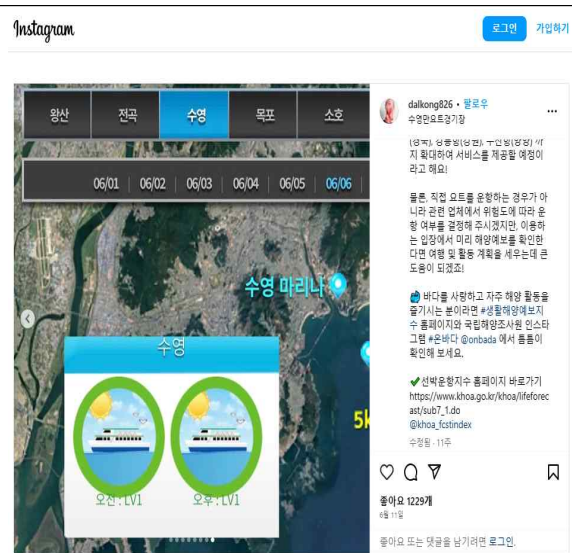 Instagram
로그인 가입하기
왕산 전곡 수영 목포 소호
06/01 06/02 06/03 06/04 06/05 06/06
수영 마리나
수영
오전 : LV1 오후 : LV1
dalkong826 • 팔로우
수영만요트경기장
지 확대하여 서비스를 제공할 예정이
라고 해요!
물론, 직접 요트를 운항하는 경우가 아
니라 관련 업체에서 위험도에 따라 운
항 여부를 결정해 주시겠지만, 이용하
는 입장에서 미리 해양예보를 확인한
다면 여행 및 활동 계획을 세우는데 큰
도움이 되겠죠!
바다를 사랑하고 자주 해양 활동을
즐기시는 분이라면 #생활해양예보지
수 홈페이지와 국립해양조사원 인스타
그램 #온바다 @onbada 에서 틈틈이
확인해 보세요.
선박운항지수 홈페이지 바로가기
https://www.khoa.go.kr/khoa/lifeforec
ast/sub7_1.do
@khoa_fcstindex
수정됨 · 11주
좋아요 1229개
6월 11일
좋아요 또는 댓글을 남기려면 로그인.